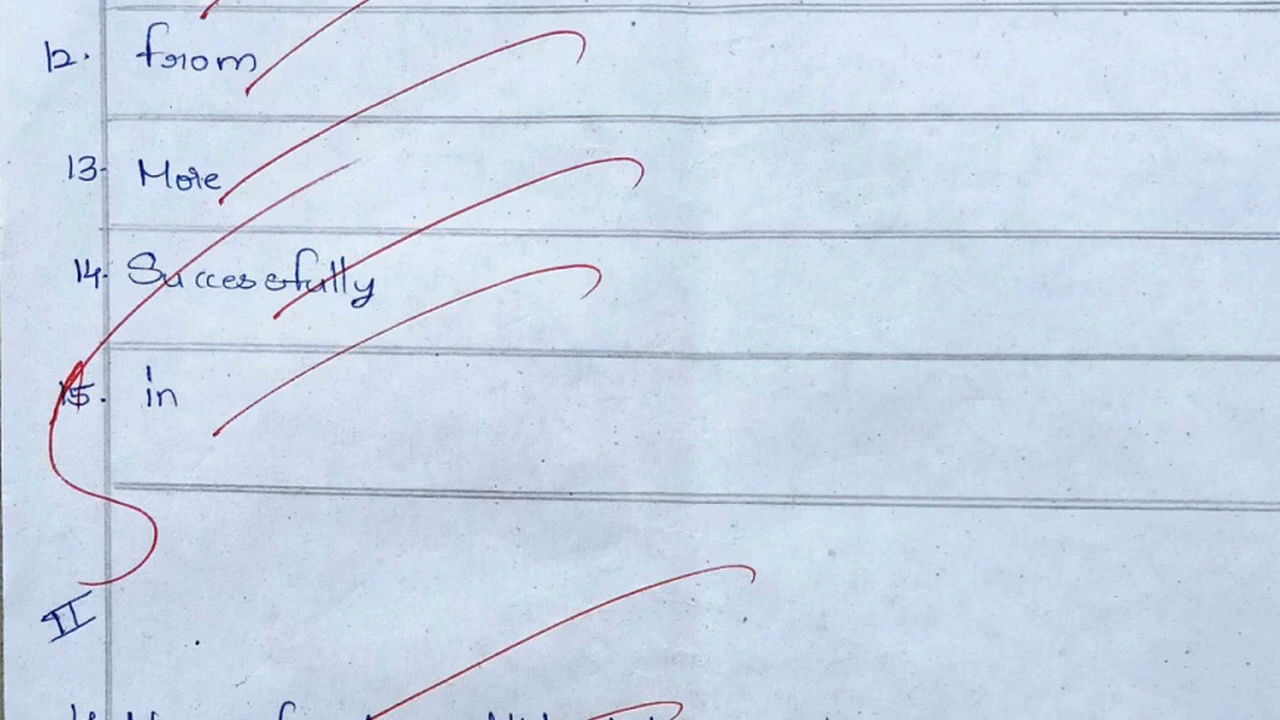 12. from
13. More
14. Successfully
15. in
II